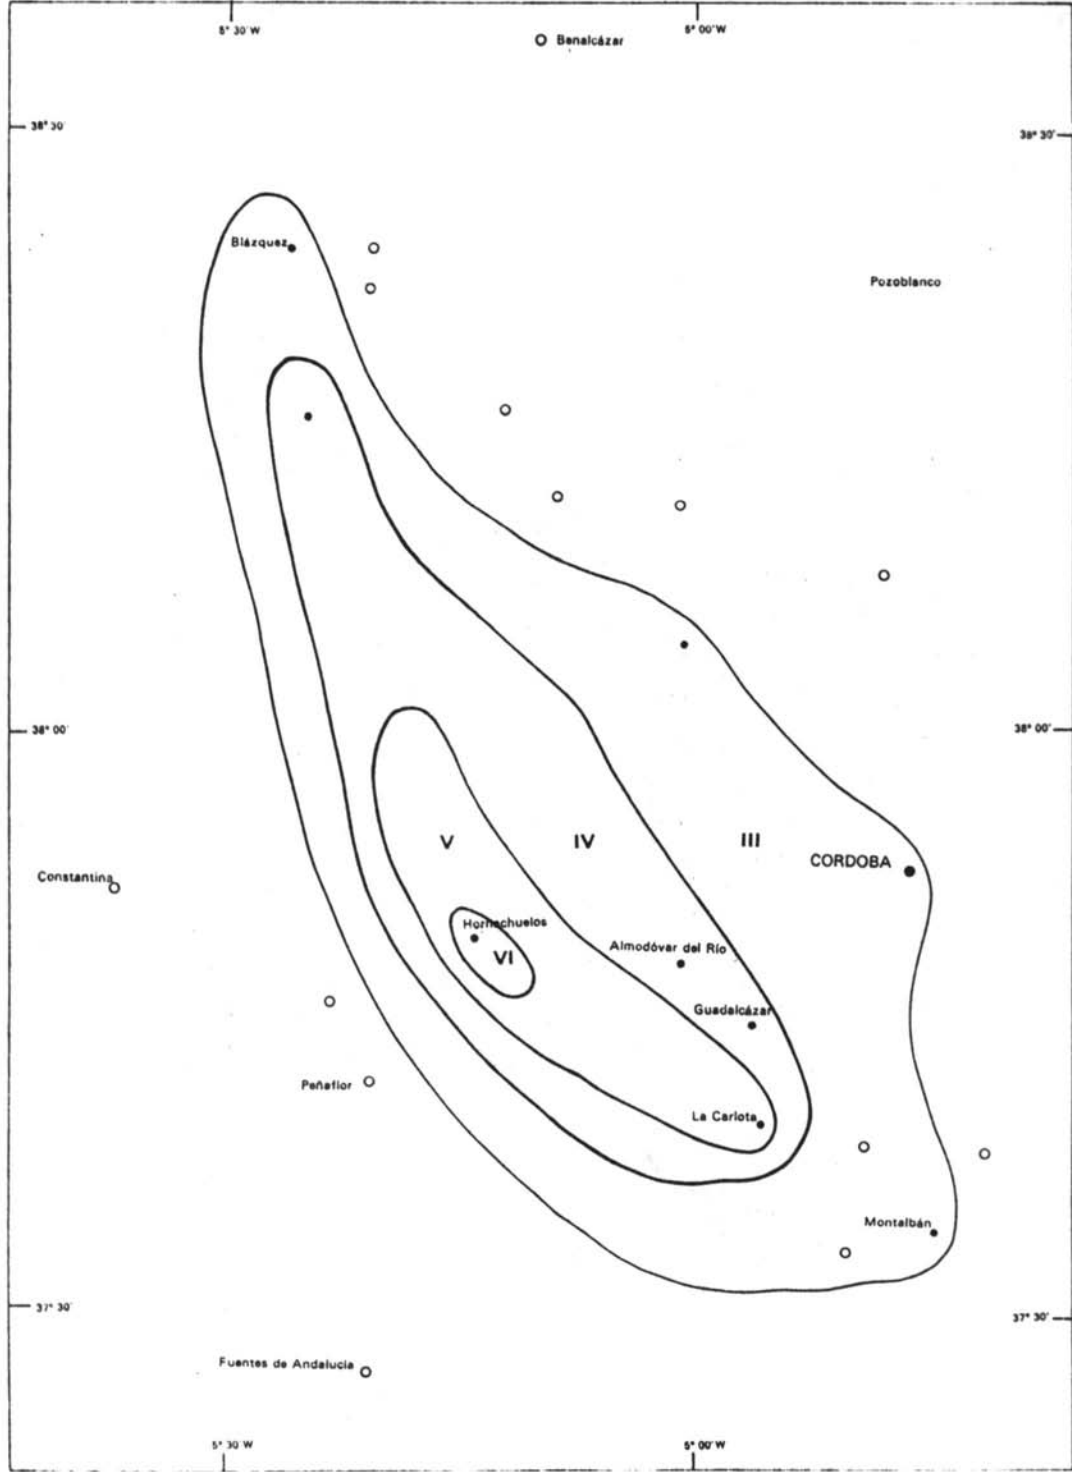 5° 30' W
5° 00' W
Benalcázar
38° 30'
38° 30'
Blázquez
Pozoblanco
38° 00'
38° 00'
V
IV
III
CORDOBA
Constantina
Hornachuelos
Almodóvar del Río
VI
Guadalcázar
Peñaflor
La Carlota
Montalbán
37° 30'
37° 30'
Fuentes de Andalucía
5° 30' W
5° 00' W